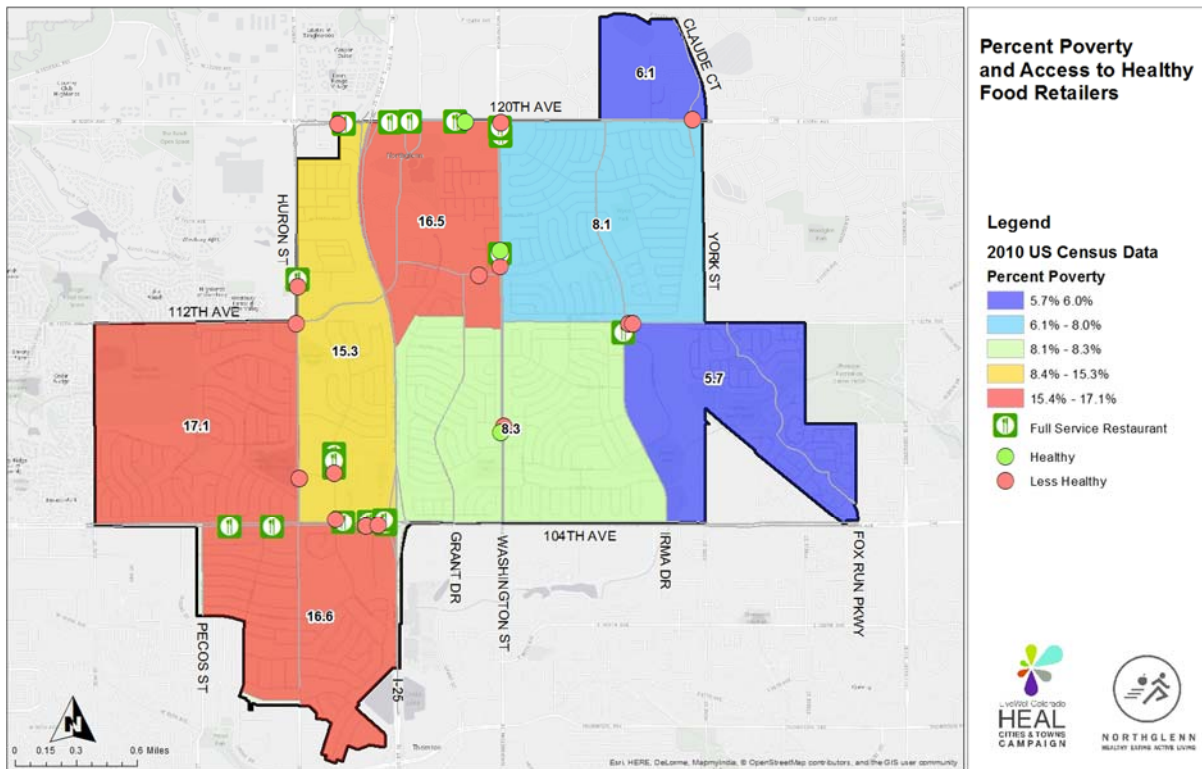 Percent Poverty
and Access to Healthy
Food Retailers
Legend
2010 US Census Data
Percent Poverty
5.7% 6.0%
6.1% - 8.0%
8.1% - 8.3%
8.4% - 15.3%
15.4% - 17.1%
Full Service Restaurant
Healthy
Less Healthy
CLAUDE CT
6.1
120TH AVE
HURON ST
16.5
8.1
YORK ST
112TH AVE
15.3
5.7
17.1
8.3
104TH AVE
GRANT DR
WASHINGTON ST
IRMA DR
FOX RUN PKWY
PECOS ST
16.6
I-25
Thornton
N
0 0.15 0.3 0.6 Miles
Esri, HERE, DeLorme, MapmyIndia, © OpenStreetMap contributors, and the GIS user community
LiveWell Colorado
HEAL
CITIES & TOWNS
CAMPAIGN
NORTHGLENN
HEALTHY EATING ACTIVE LIVING